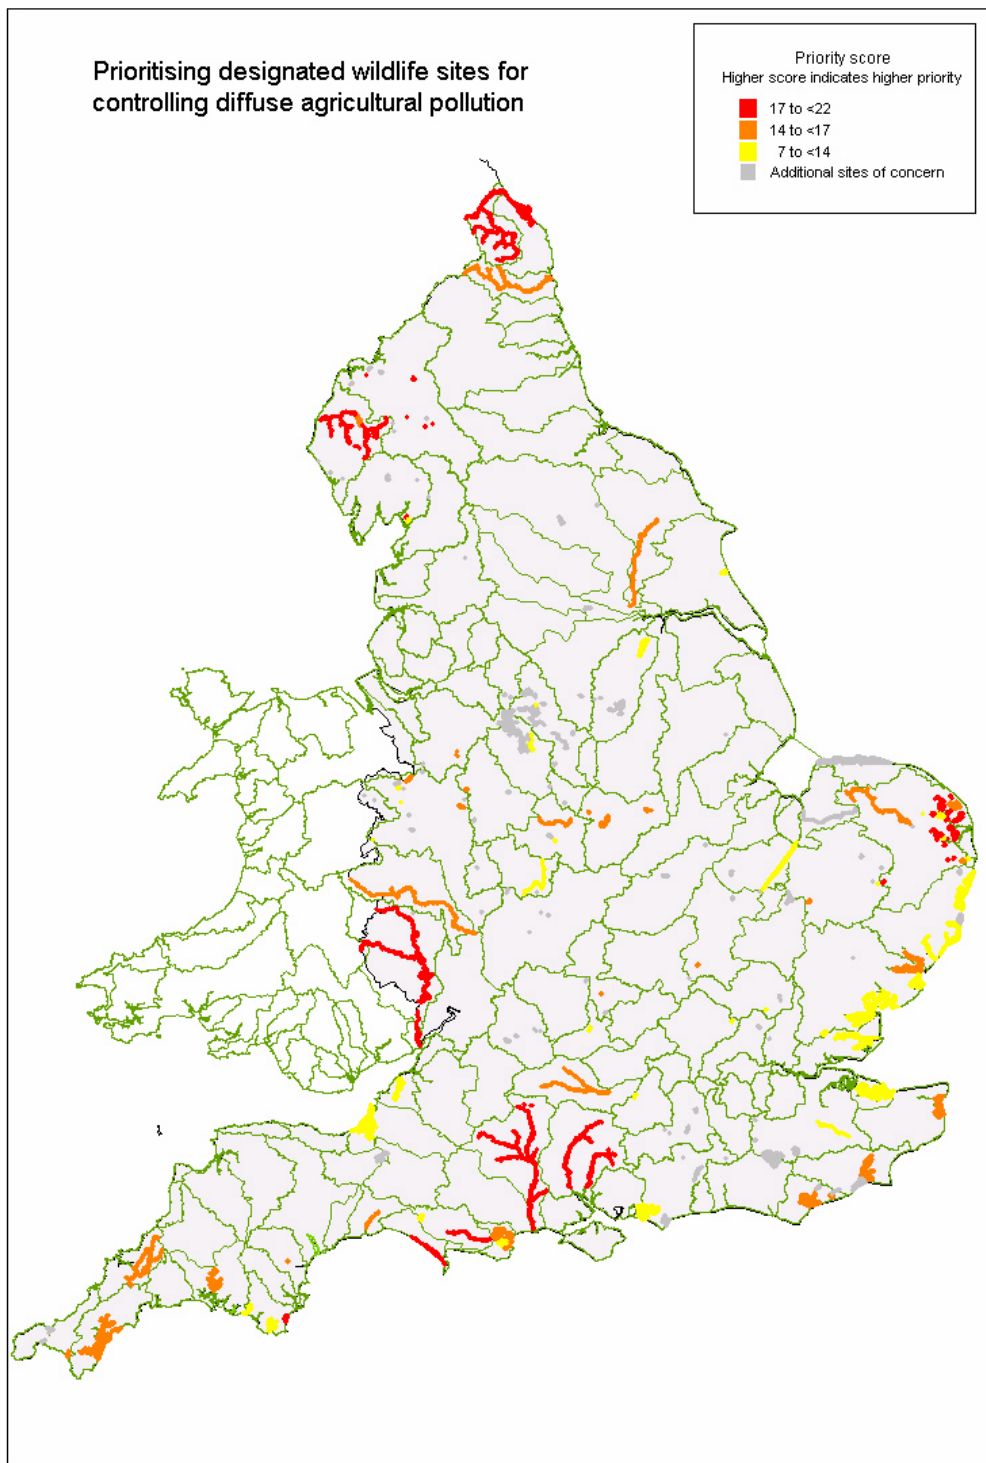 Prioritising designated wildlife sites for
controlling diffuse agricultural pollution
Priority score
Higher score indicates higher priority
17 to <22
14 to <17
7 to <14
Additional sites of concern